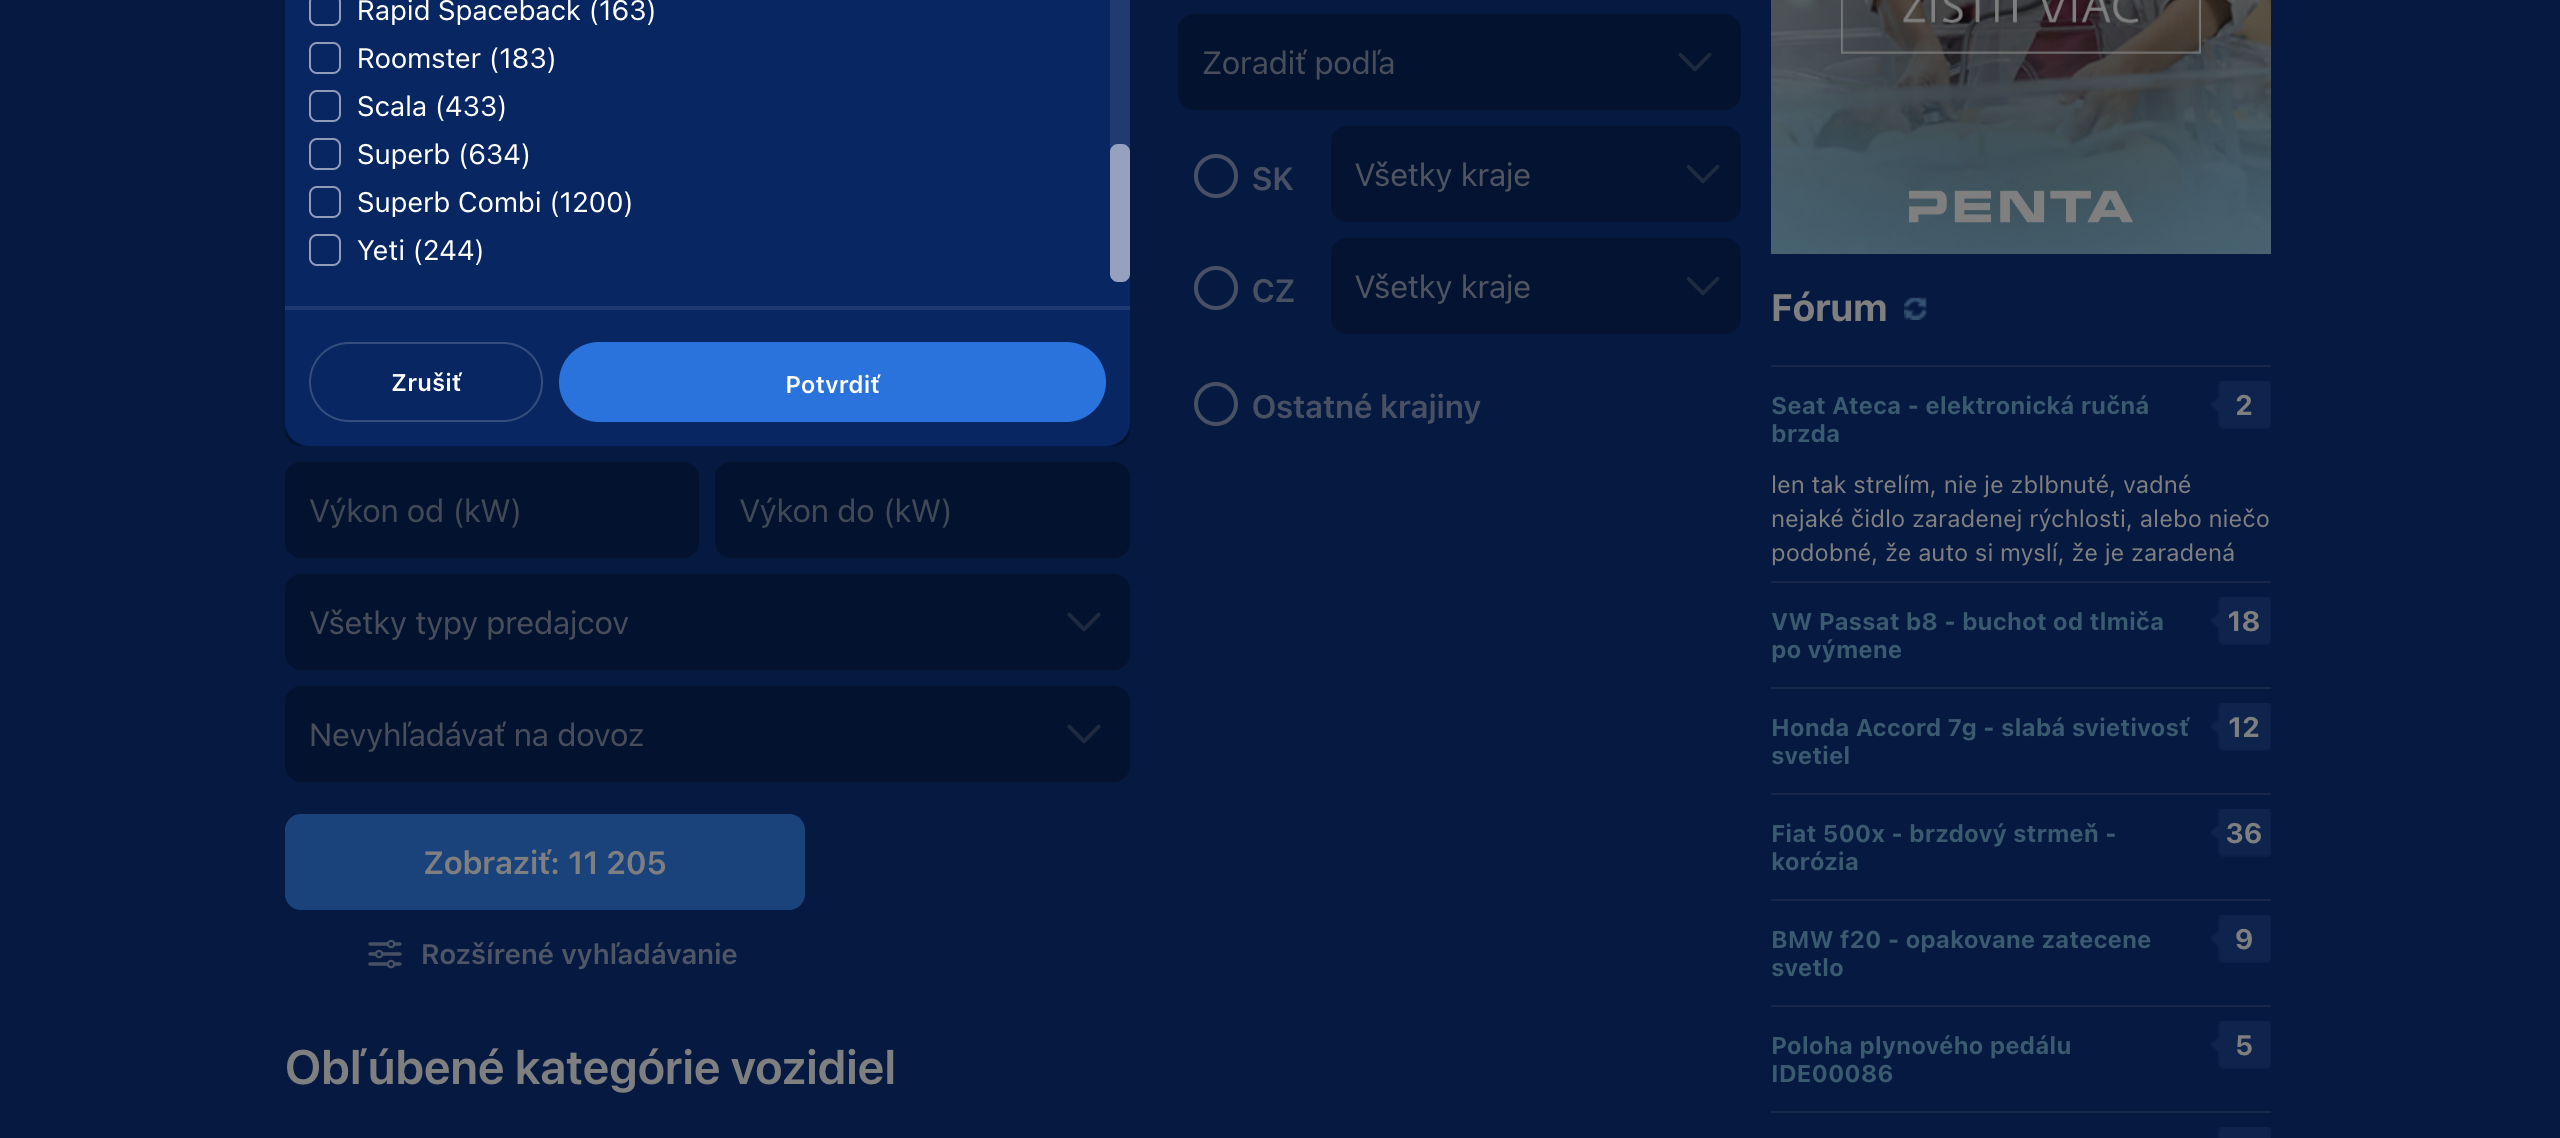 Rapid Spaceback (163)
Roomster (183)
Scala (433)
Superb (634)
Superb Combi (1200)
Yeti (244)
Zrušiť
Potvrdiť
Výkon od (kW)
Výkon do (kW)
Všetky typy predajcov
Nevyhľadávať na dovoz
Zobraziť: 11 205
Rozšírené vyhľadávanie
Obľúbené kategórie vozidiel
Zoradiť podľa
SK
Všetky kraje
CZ
Všetky kraje
Ostatné krajiny
ZISTIŤ VIAC
PENTA
Fórum
Seat Ateca - elektronická ručná
brzda
2
len tak strelím, nie je zblbnuté, vadné
nejaké čidlo zaradenej rýchlosti, alebo niečo
podobné, že auto si myslí, že je zaradená
VW Passat b8 - buchot od tlmiča
po výmene
18
Honda Accord 7g - slabá svietivosť
svetiel
12
Fiat 500x - brzdový strmeň -
korózia
36
BMW f20 - opakovane zatecene
svetlo
9
Poloha plynového pedálu
IDE00086
5